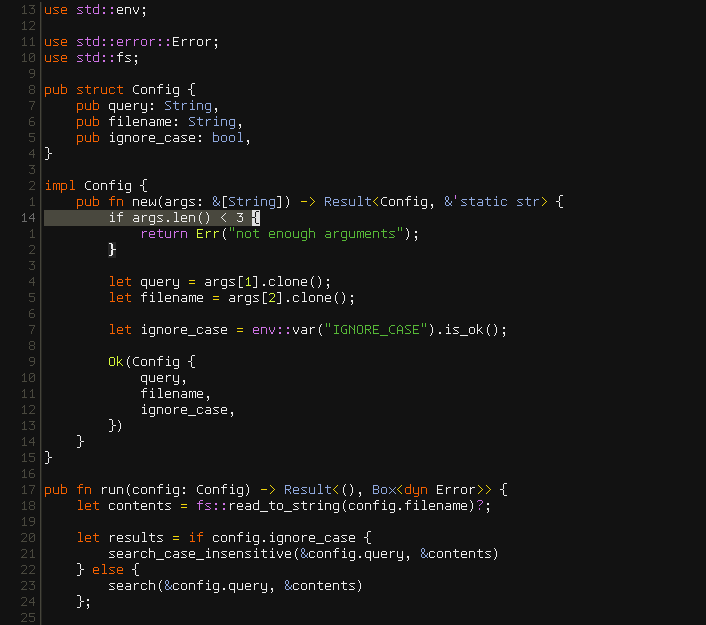 13 use std::env;
12
11 use std::error::Error;
10 use std::fs;
9
8 pub struct Config {
7     pub query: String,
6     pub filename: String,
5     pub ignore_case: bool,
4 }
3
2 impl Config {
1     pub fn new(args: &[String]) -> Result<Config, &'static str> {
14         if args.len() < 3 {
1             return Err("not enough arguments");
2         }
3
4         let query = args[1].clone();
5         let filename = args[2].clone();
6
7         let ignore_case = env::var("IGNORE_CASE").is_ok();
8
9         Ok(Config {
10             query,
11             filename,
12             ignore_case,
13         })
14     }
15 }
16
17 pub fn run(config: Config) -> Result<(), Box<dyn Error>> {
18     let contents = fs::read_to_string(config.filename)?;
19
20     let results = if config.ignore_case {
21         search_case_insensitive(&config.query, &contents)
22     } else {
23         search(&config.query, &contents)
24     };
25